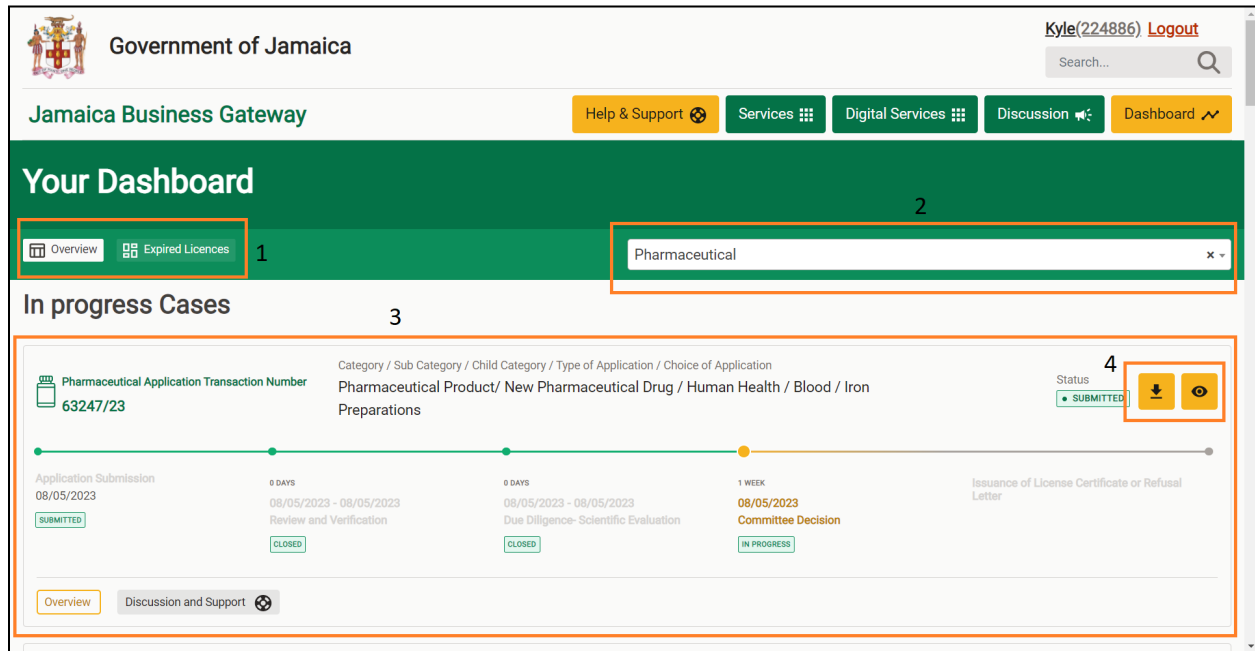 Government of Jamaica
Kyle(224886) Logout
Search...
Jamaica Business Gateway
Help & Support
Services
Digital Services
Discussion
Dashboard
Your Dashboard
2
Overview
Expired Licences
1
Pharmaceutical
×
In progress Cases
3
Pharmaceutical Application Transaction Number
63247/23
Category / Sub Category / Child Category / Type of Application / Choice of Application
Pharmaceutical Product/ New Pharmaceutical Drug / Human Health / Blood / Iron
Preparations
Status
SUBMITTED
4
Application Submission
08/05/2023
SUBMITTED
0 DAYS
08/05/2023 - 08/05/2023
Review and Verification
CLOSED
0 DAYS
08/05/2023 - 08/05/2023
Due Diligence- Scientific Evaluation
CLOSED
1 WEEK
08/05/2023
Committee Decision
IN PROGRESS
Issuance of License Certificate or Refusal
Letter
Overview
Discussion and Support